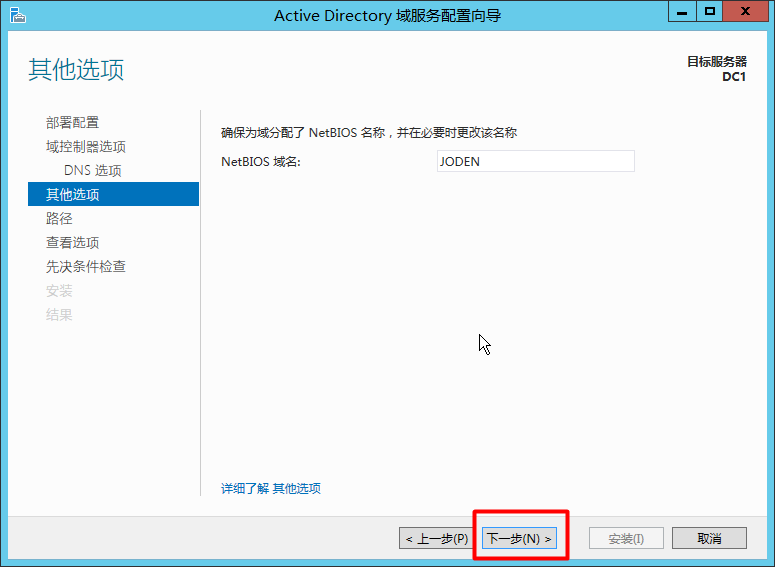 Active Directory 域服务配置向导
其他选项
目标服务器
DC1
部署配置
域控制器选项
DNS 选项
其他选项
路径
查看选项
先决条件检查
安装
结果
确保为域分配了 NetBIOS 名称，并在必要时更改该名称
NetBIOS 域名:
JODEN
详细了解 其他选项
< 上一步(P)
下一步(N) >
安装(I)
取消